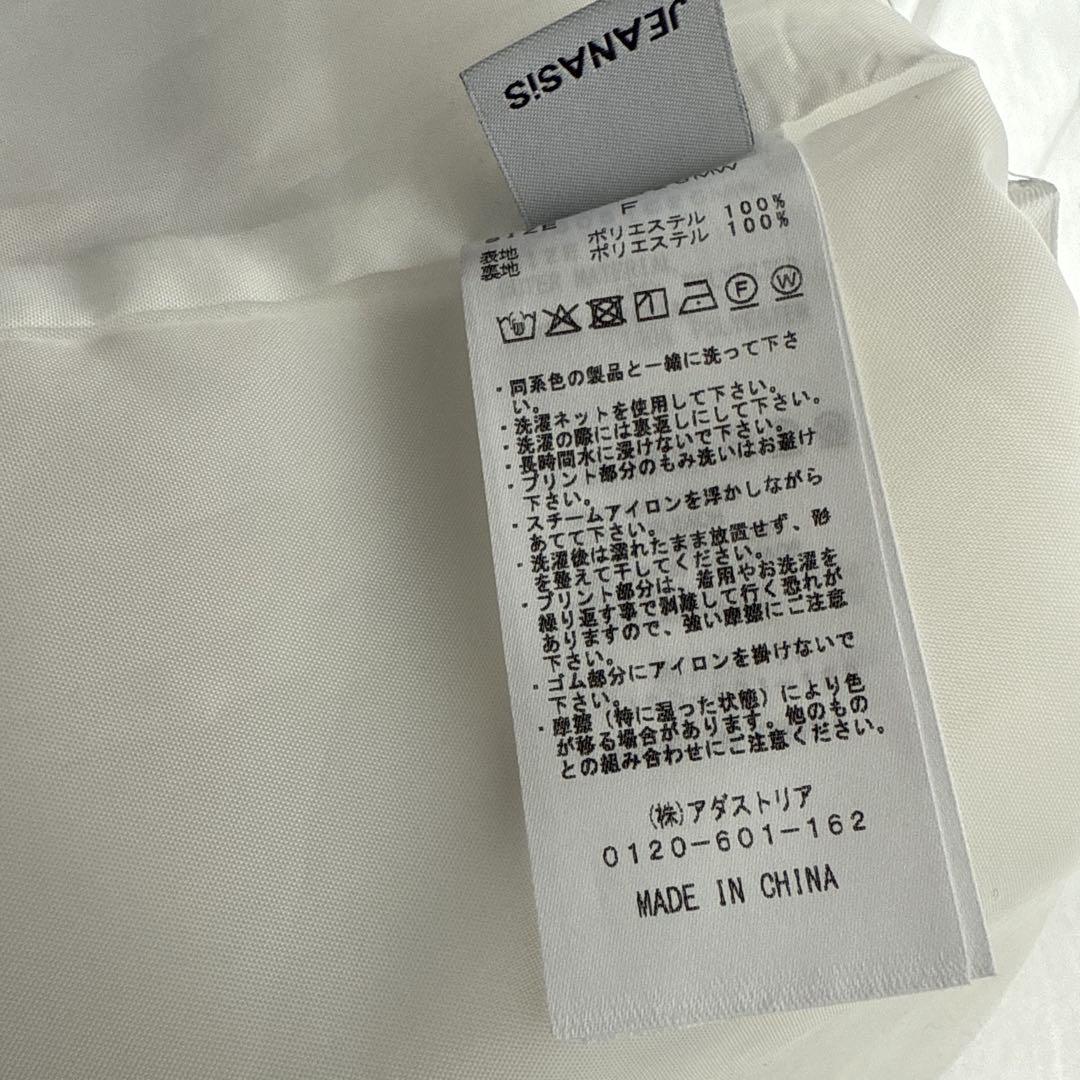 JEANASiS
F
表地 ポリエステル 100%
裏地 ポリエステル 100%
F W
・同系色の製品と一緒に洗って下さ
い。
・洗濯ネットを使用して下さい。
・洗濯の際には裏返しにして下さい。
・長時間水に浸けないで下さい。
・プリント部分のもみ洗いはお避け
下さい。
・スチームアイロンを浮かしながら
あてて下さい。
・洗濯後は濡れたまま放置せず、形
を整えて干してください。
・プリント部分は、着用やお洗濯を
繰り返す事で剥離して行く恐れが
ありますので、強い摩擦にご注意
下さい。
・ゴム部分にアイロンを掛けないで
下さい。
・摩擦(特に湿った状態)により色
が移る場合があります。他のもの
との組み合わせにご注意ください。
(株)アダストリア
0120-601-162
MADE IN CHINA